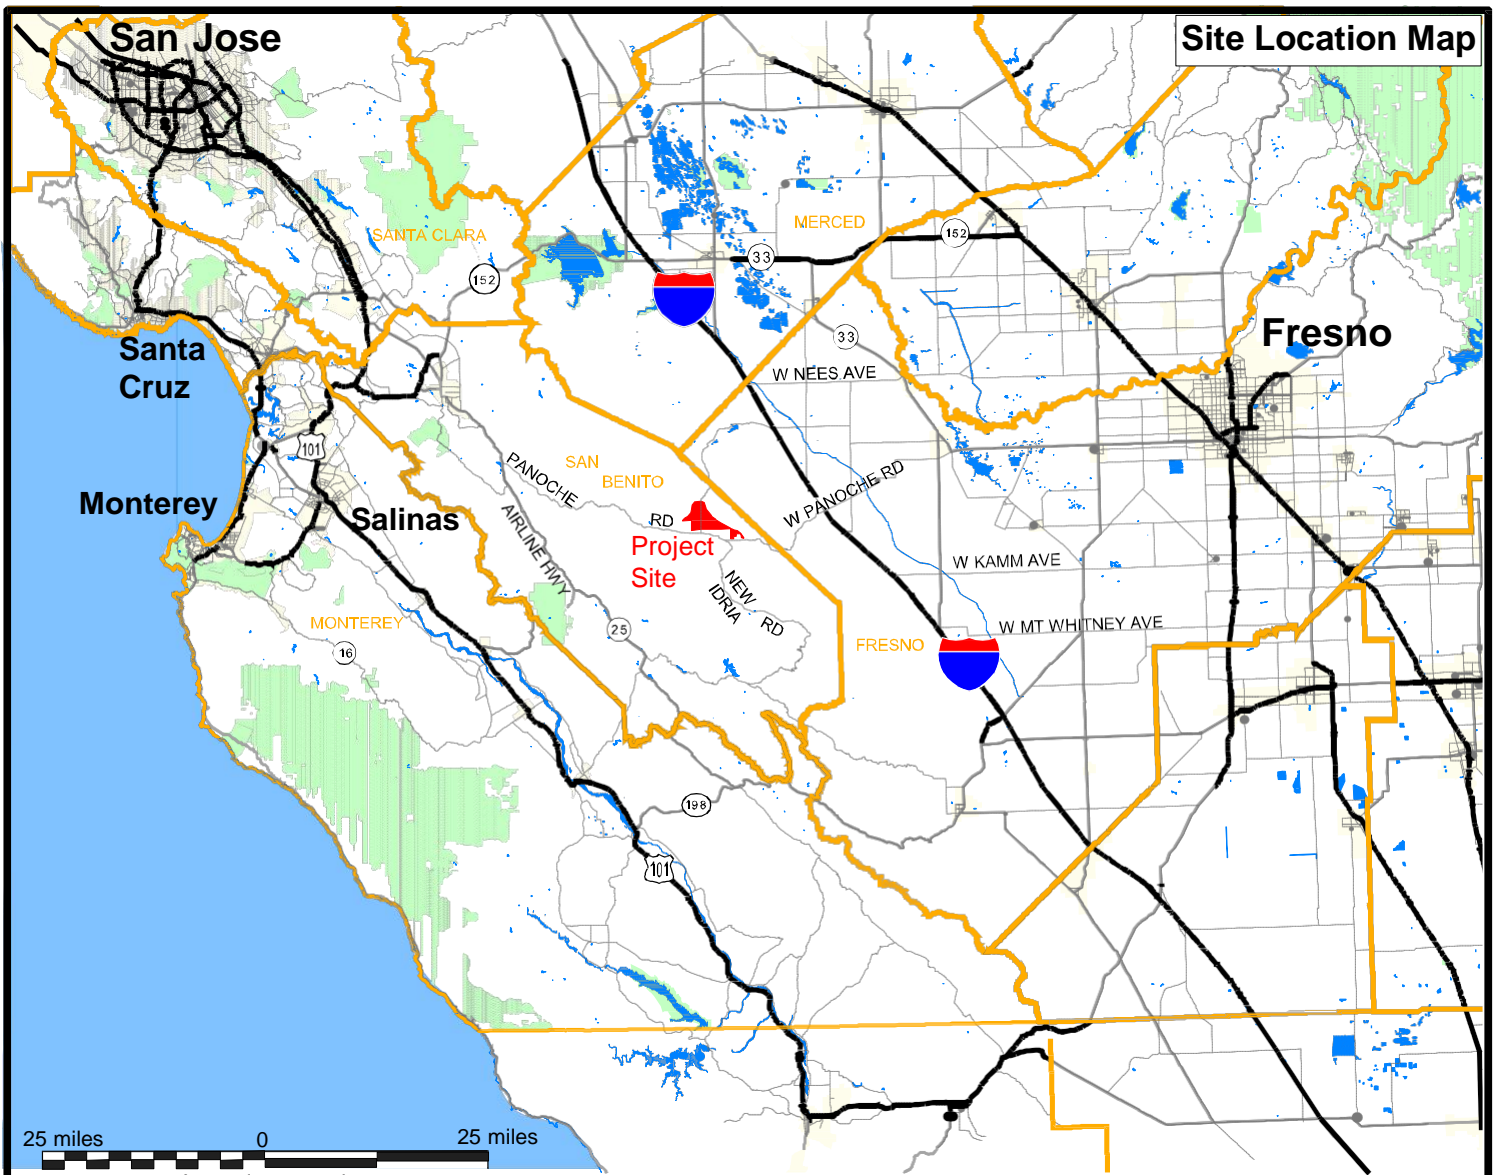 San Jose
Site Location Map
SANTA CLARA
MERCED
152
33
152
33
Fresno
Santa
Cruz
W NEES AVE
101
SAN
BENITO
PANOCHE
RD
W PANOCHE RD
Monterey
Salinas
AIRLINE HWY
Project
Site
W KAMM AVE
NEW
IDRIA
RD
MONTEREY
16
25
FRESNO
W MT WHITNEY AVE
198
101
25 miles
0
25 miles